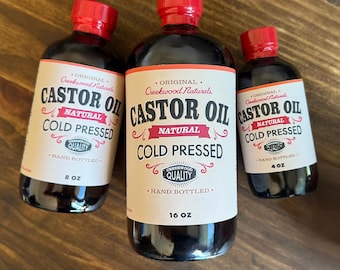 · ORIGINAL ·
Creekwood Naturals
CASTOR OIL
NATURAL
COLD PRESSED
QUALITY
· HAND BOTTLED ·
8 OZ
· ORIGINAL ·
Creekwood Naturals
CASTOR OIL
NATURAL
COLD PRESSED
QUALITY
· HAND BOTTLED ·
16 OZ
· ORIGINAL ·
Creekwood Naturals
CASTOR OIL
NATURAL
COLD PRESSED
QUALITY
· HAND BOTTLED ·
4 OZ